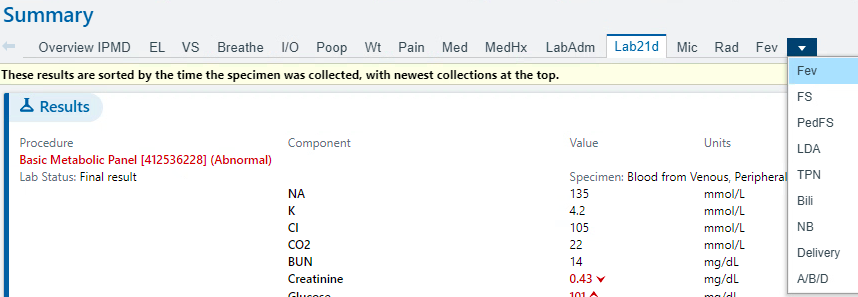 Summary
Overview IPMD EL VS Breathe I/O Poop Wt Pain Med MedHx LabAdm Lab21d Mic Rad Fev
These results are sorted by the time the specimen was collected, with newest collections at the top.
Results
Procedure Component Value Units
Basic Metabolic Panel [412536228] (Abnormal)
Lab Status: Final result Specimen: Blood from Venous, Peripheral
NA 135 mmol/L
K 4.2 mmol/L
Cl 105 mmol/L
CO2 22 mmol/L
BUN 14 mg/dL
Creatinine 0.43 mg/dL
Glucose 101 mg/dL
Fev
FS
PedFS
LDA
TPN
Bili
NB
Delivery
A/B/D